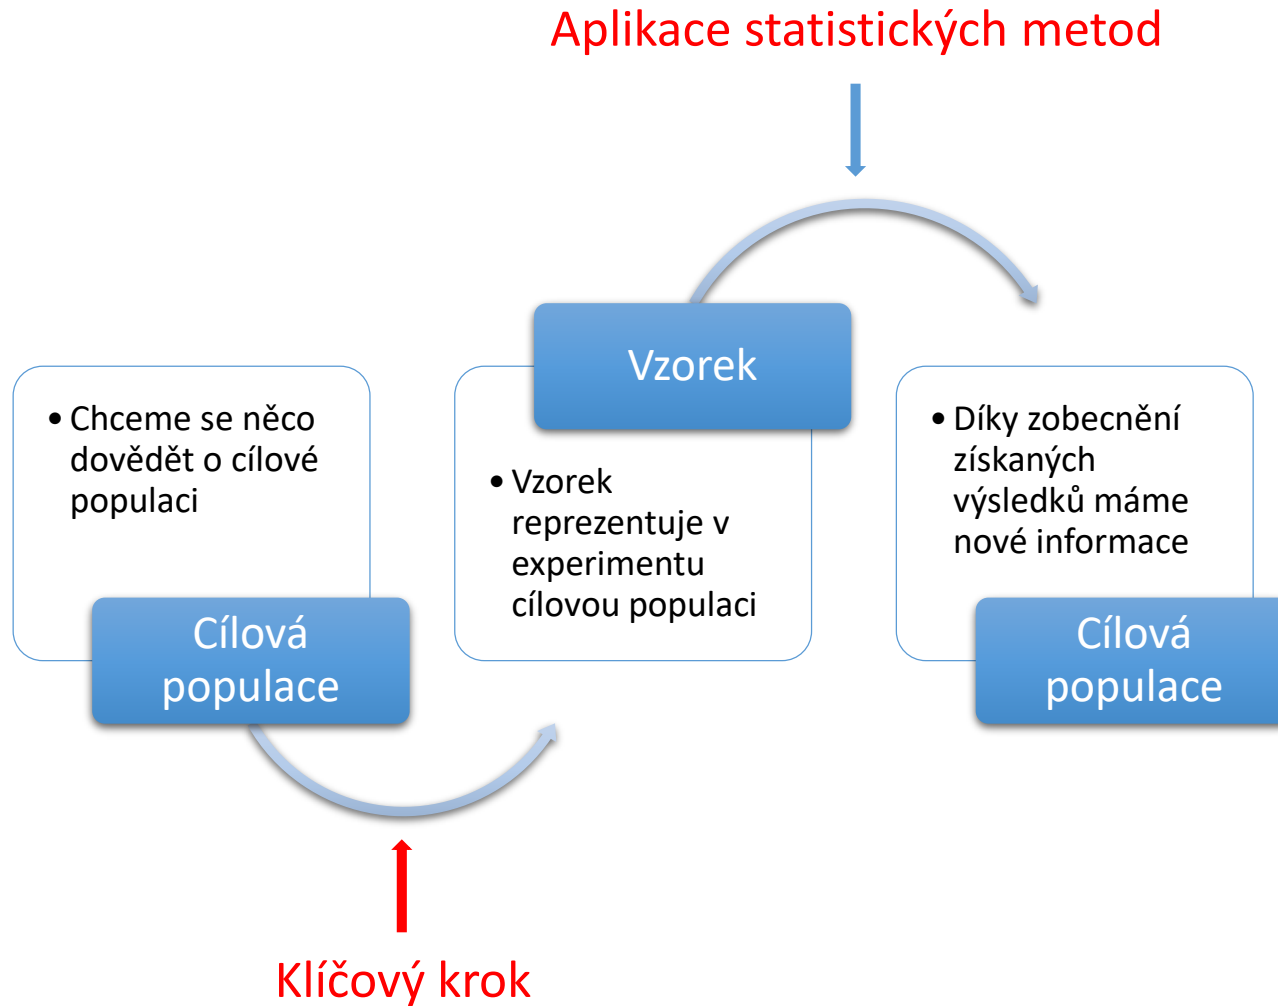 Aplikace statistických metod
• Chceme se něco
dovědět o cílové
populaci
Cílová
populace
Vzorek
• Vzorek
reprezentuje v
experimentu
cílovou populaci
• Díky zobecnění
získaných
výsledků máme
nové informace
Cílová
populace
Klíčový krok